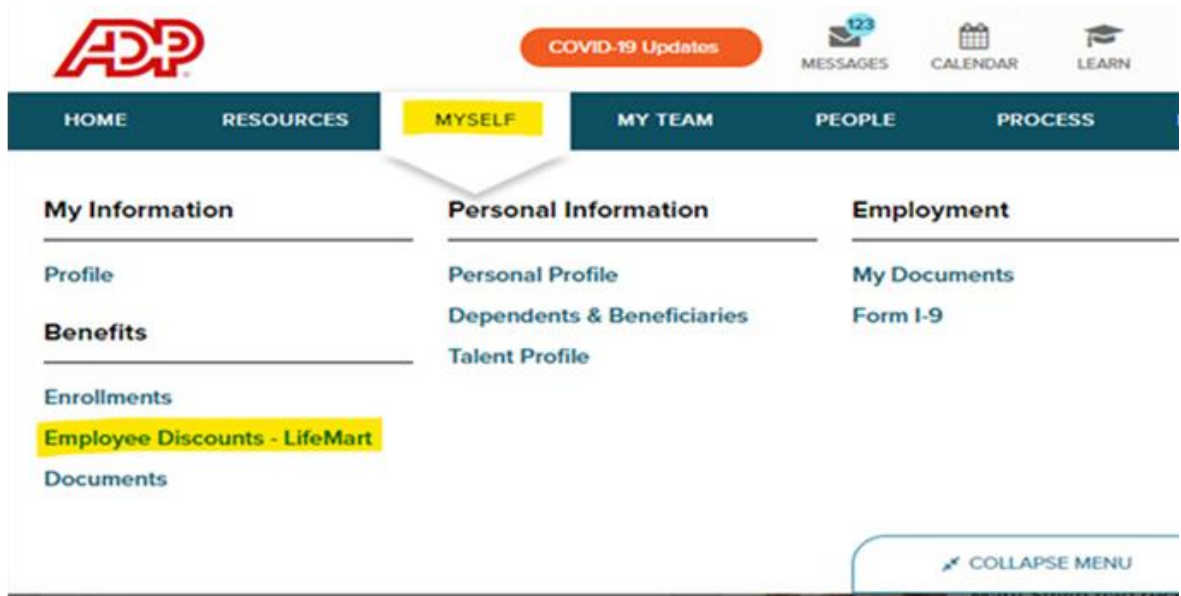 ADP
COVID-19 Updates
123
MESSAGES
CALENDAR
LEARN
HOME
RESOURCES
MYSELF
MY TEAM
PEOPLE
PROCESS
My Information
Profile
Benefits
Enrollments
Employee Discounts - LifeMart
Documents
Personal Information
Personal Profile
Dependents & Beneficiaries
Talent Profile
Employment
My Documents
Form I-9
COLLAPSE MENU